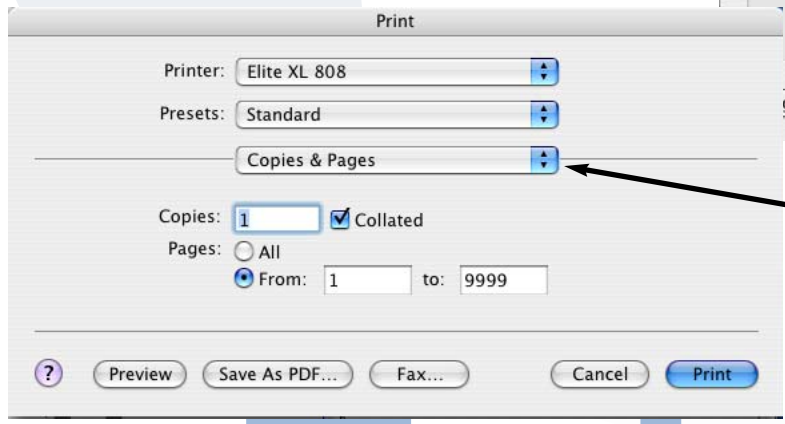 Print
Printer: Elite XL 808
Presets: Standard
Copies & Pages
Copies: 1 Collated
Pages: All
From: 1 to: 9999
? Preview Save As PDF... Fax... Cancel Print